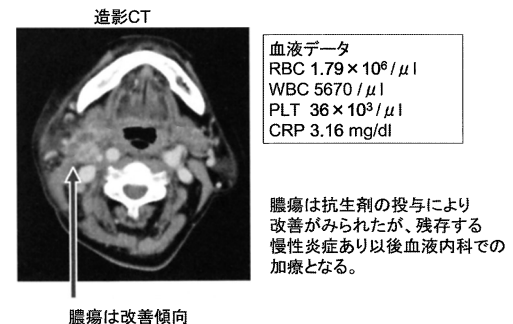 造影CT
血液データ
RBC 1.79×10⁶/μl
WBC 5670 /μl
PLT 36×10³/μl
CRP 3.16 mg/dl
膿瘍は抗生剤の投与により
改善がみられたが、残存する
慢性炎症あり以後血液内科での
加療となる。
膿瘍は改善傾向